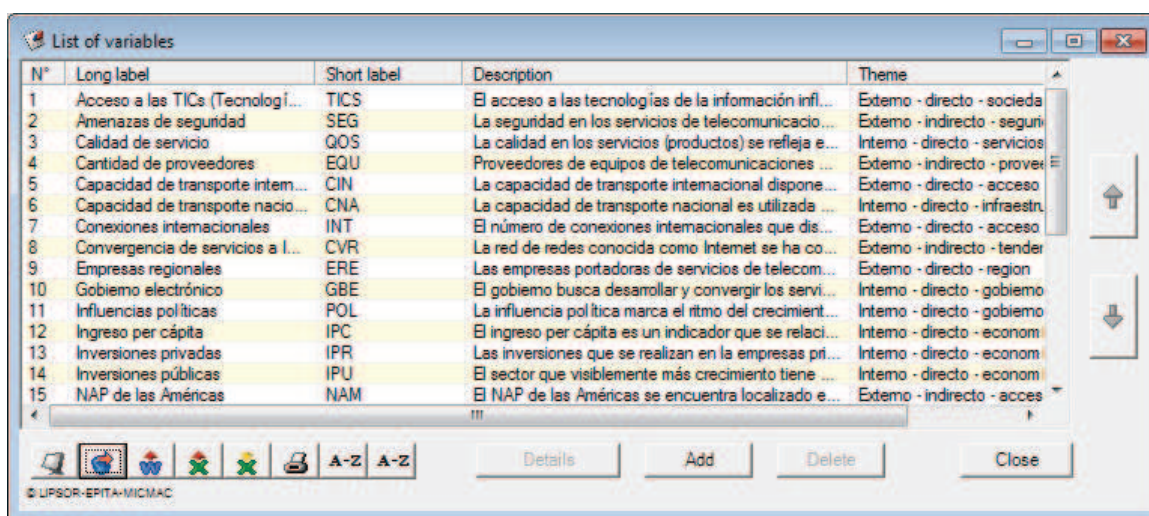 List of variables
N° Long label Short label Description Theme
1 Acceso a las TICs (Tecnologí... TICS El acceso a las tecnologías de la información infl... Externo - directo - socieda
2 Amenazas de seguridad SEG La seguridad en los servicios de telecomunicacio... Externo - indirecto - seguri
3 Calidad de servicio QOS La calidad en los servicios (productos) se refleja e... Interno - directo - servicios
4 Cantidad de proveedores EQU Proveedores de equipos de telecomunicaciones ... Externo - indirecto - provee
5 Capacidad de transporte intern... CIN La capacidad de transporte internacional dispone... Externo - directo - acceso
6 Capacidad de transporte nacio... CNA La capacidad de transporte nacional es utilizada ... Interno - directo - infraestru
7 Conexiones internacionales INT El número de conexiones internacionales que dis... Externo - directo - acceso
8 Convergencia de servicios a I... CVR La red de redes conocida como Internet se ha co... Externo - indirecto - tender
9 Empresas regionales ERE Las empresas portadoras de servicios de telecom... Externo - directo - region
10 Gobierno electrónico GBE El gobierno busca desarrollar y convergir los servi... Interno - directo - gobierno
11 Influencias políticas POL La influencia política marca el ritmo del crecimient... Interno - directo - gobierno
12 Ingreso per cápita IPC El ingreso per cápita es un indicador que se relaci... Interno - directo - economi
13 Inversiones privadas IPR Las inversiones que se realizan en la empresas pri... Interno - directo - economi
14 Inversiones públicas IPU El sector que visiblemente más crecimiento tiene ... Interno - directo - economi
15 NAP de las Américas NAM El NAP de las Américas se encuentra localizado e... Externo - indirecto - acces
A-Z A-Z Details Add Delete Close
© LIPSOR-EPITA-MICMAC